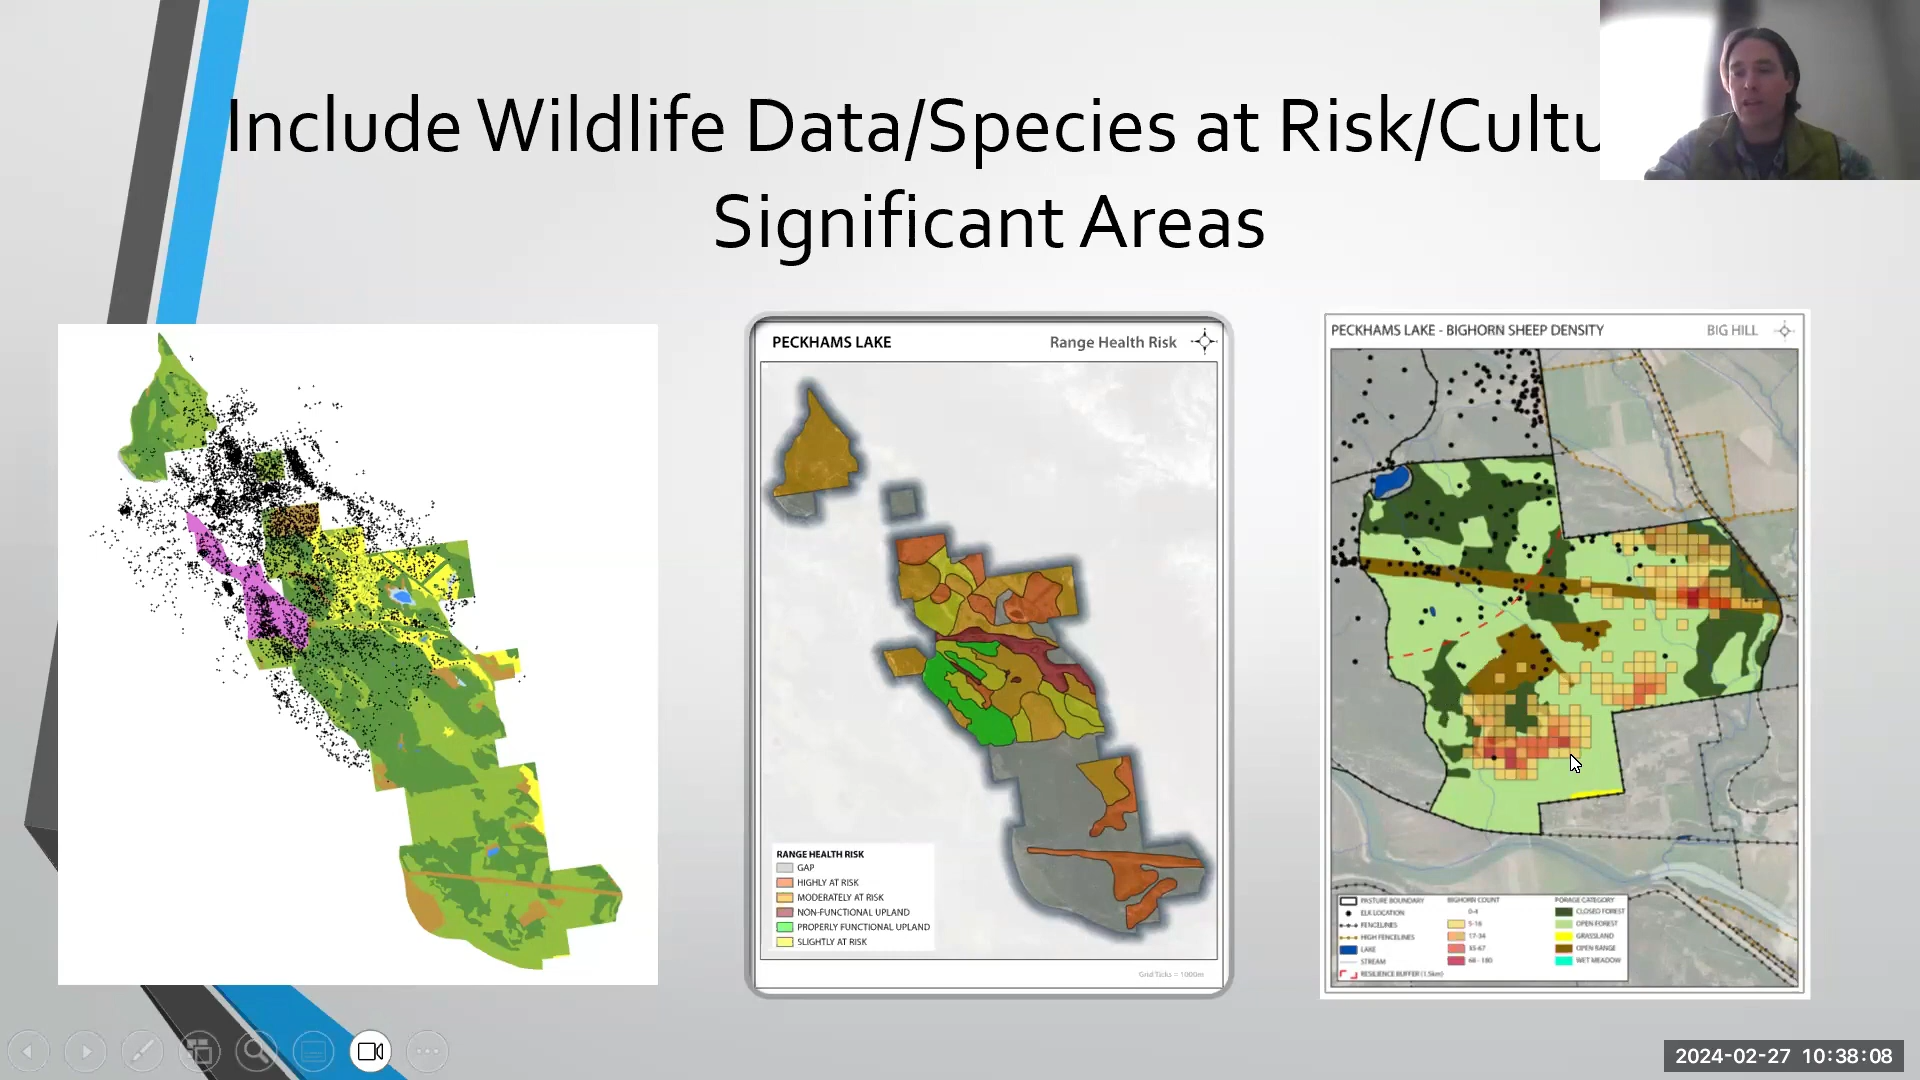 Include Wildlife Data/Species at Risk/Cultu
Significant Areas
PECKHAMS LAKE
Range Health Risk
RANGE HEALTH RISK
GAP
HIGHLY AT RISK
MODERATELY AT RISK
NON-FUNCTIONAL UPLAND
PROPERLY FUNCTIONAL UPLAND
SLIGHTLY AT RISK
Grid Ticks = 1000m
PECKHAMS LAKE - BIGHORN SHEEP DENSITY
BIG HILL
PASTURE BOUNDARY
ELK LOCATION
FENCELINES
HIGH FENCELINES
LAKE
STREAM
RESILIENCE BUFFER (1.5km)
BIGHORN COUNT
0-4
5-16
17-34
35-67
68 - 180
FORAGE CATEGORY
CLOSED FOREST
OPEN FOREST
GRASSLAND
OPEN RANGE
WET MEADOW
2024-02-27 10:38:08